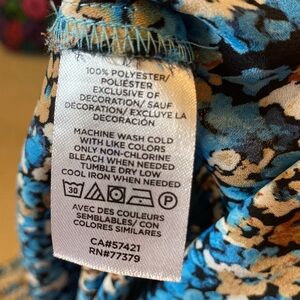 100% POLYESTER/
POLIÉSTER
EXCLUSIVE OF
DECORATION/ SAUF
DECORATION/ EXCLUYE LA
DECORACIÓN
MACHINE WASH COLD
WITH LIKE COLORS
ONLY NON-CHLORINE
BLEACH WHEN NEEDED
TUMBLE DRY LOW
COOL IRON WHEN NEEDED
AVEC DES COULEURS
SEMBLABLES/ CON
COLORES SIMILARES
CA#57421
RN#77379